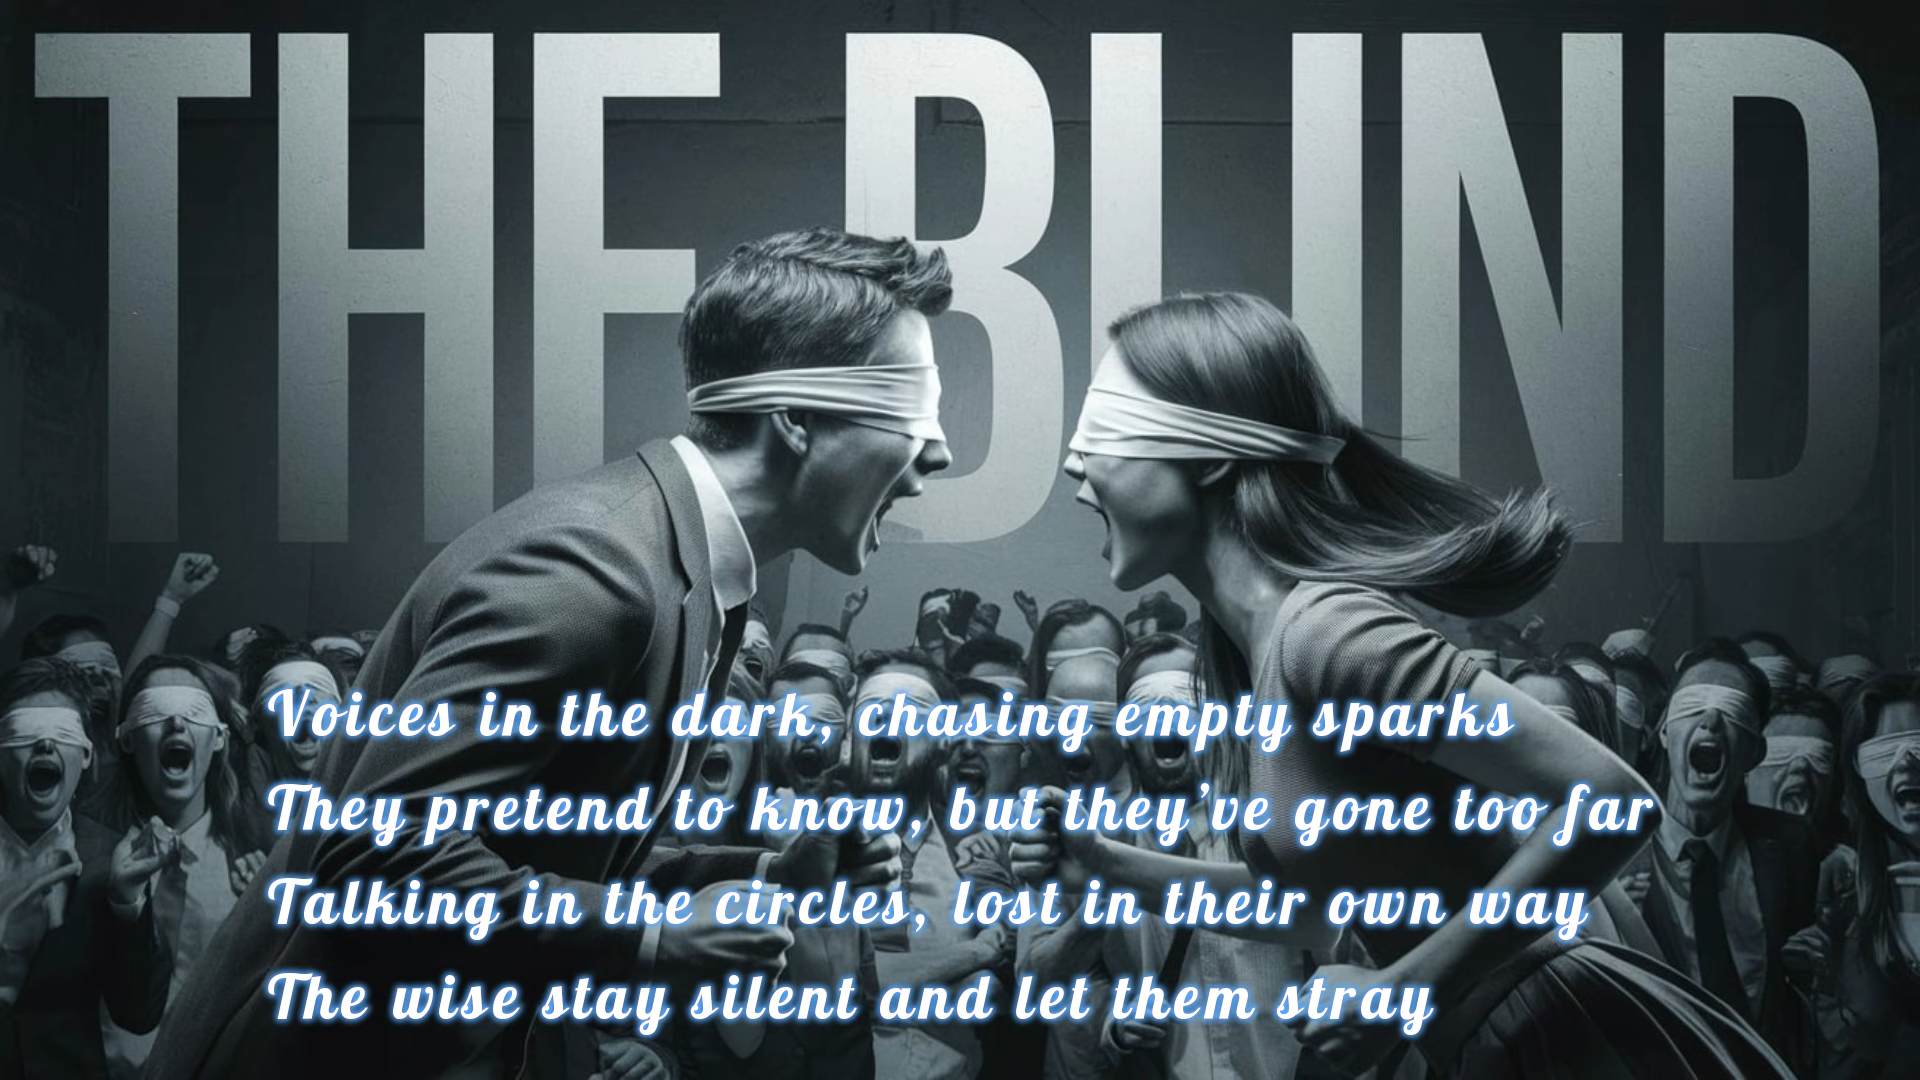 THE BLIND
Voices in the dark, chasing empty sparks
They pretend to know, but they've gone too far
Talking in the circles, lost in their own way
The wise stay silent and let them stray